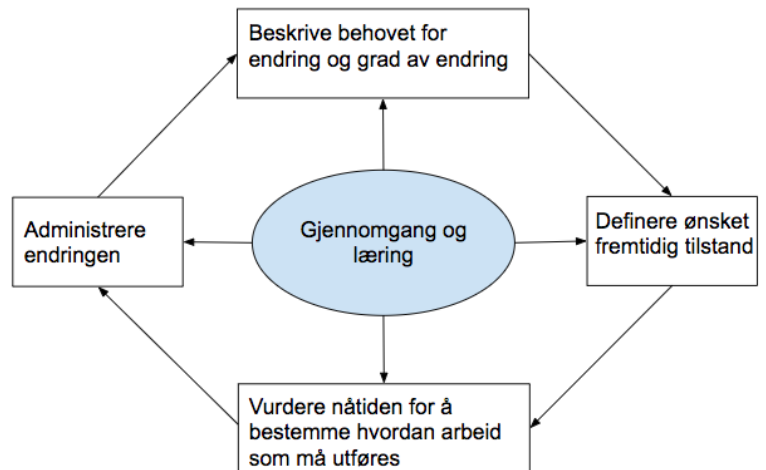 Beskrive behovet for
endring og grad av endring
Administrere
endringen
Gjennomgang og
læring
Definere ønsket
fremtidig tilstand
Vurdere nåtiden for å
bestemme hvordan arbeid
som må utføres